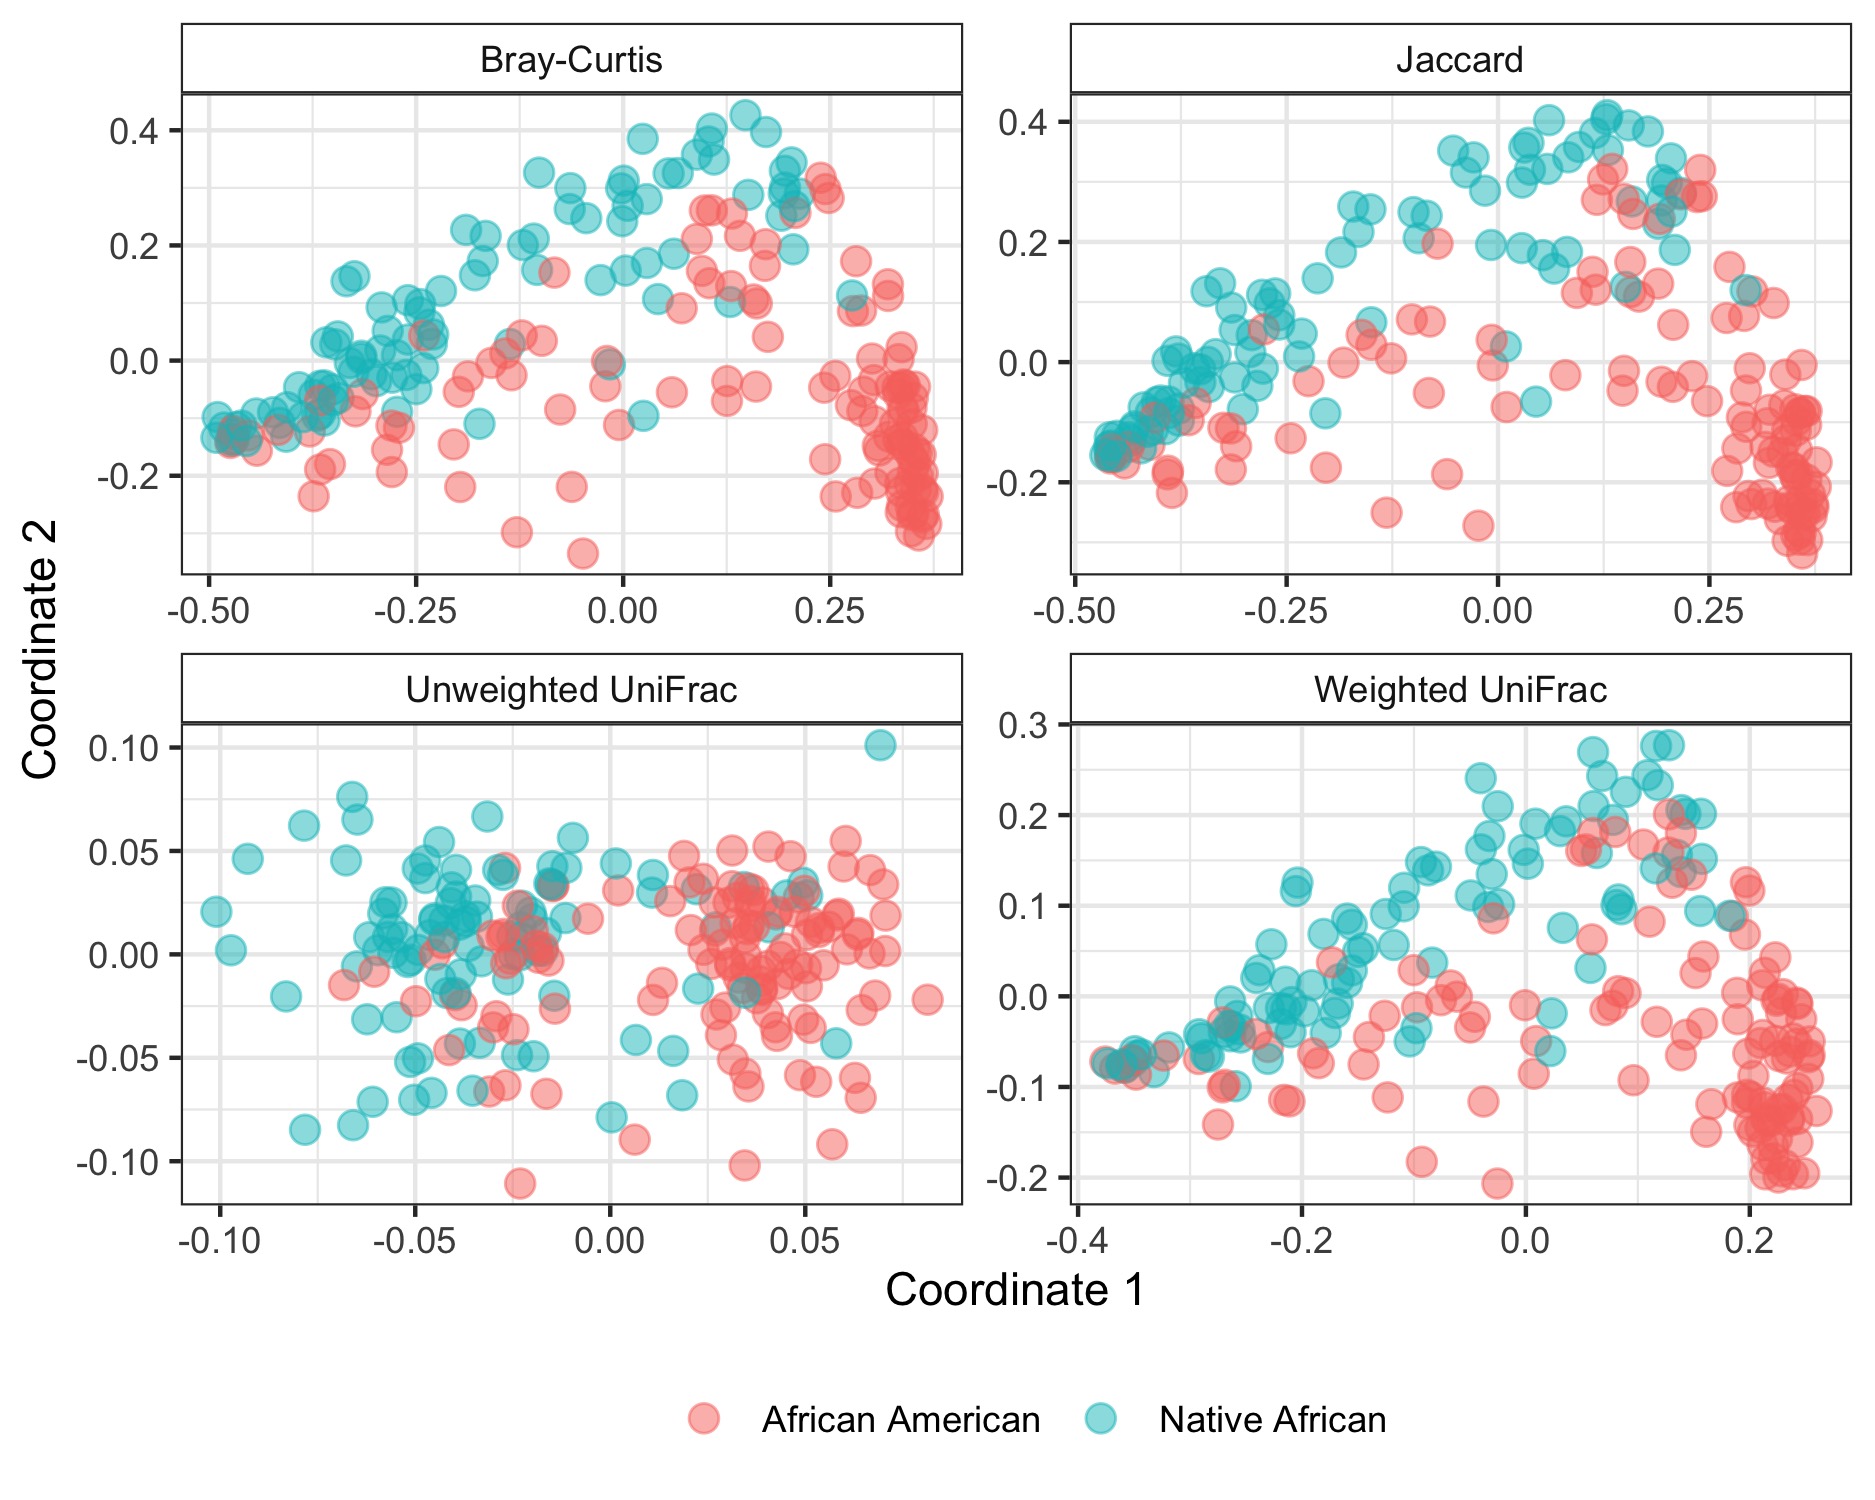 Bray-Curtis
Jaccard
0.4
0.2
0.0
-0.2
0.4
0.2
0.0
-0.2
-0.50 -0.25 0.00 0.25
-0.50 -0.25 0.00 0.25
Coordinate 2
Unweighted UniFrac
Weighted UniFrac
0.10
0.05
0.00
-0.05
-0.10
0.3
0.2
0.1
0.0
-0.1
-0.2
-0.10 -0.05 0.00 0.05
-0.4 -0.2 0.0 0.2
Coordinate 1
African American Native African